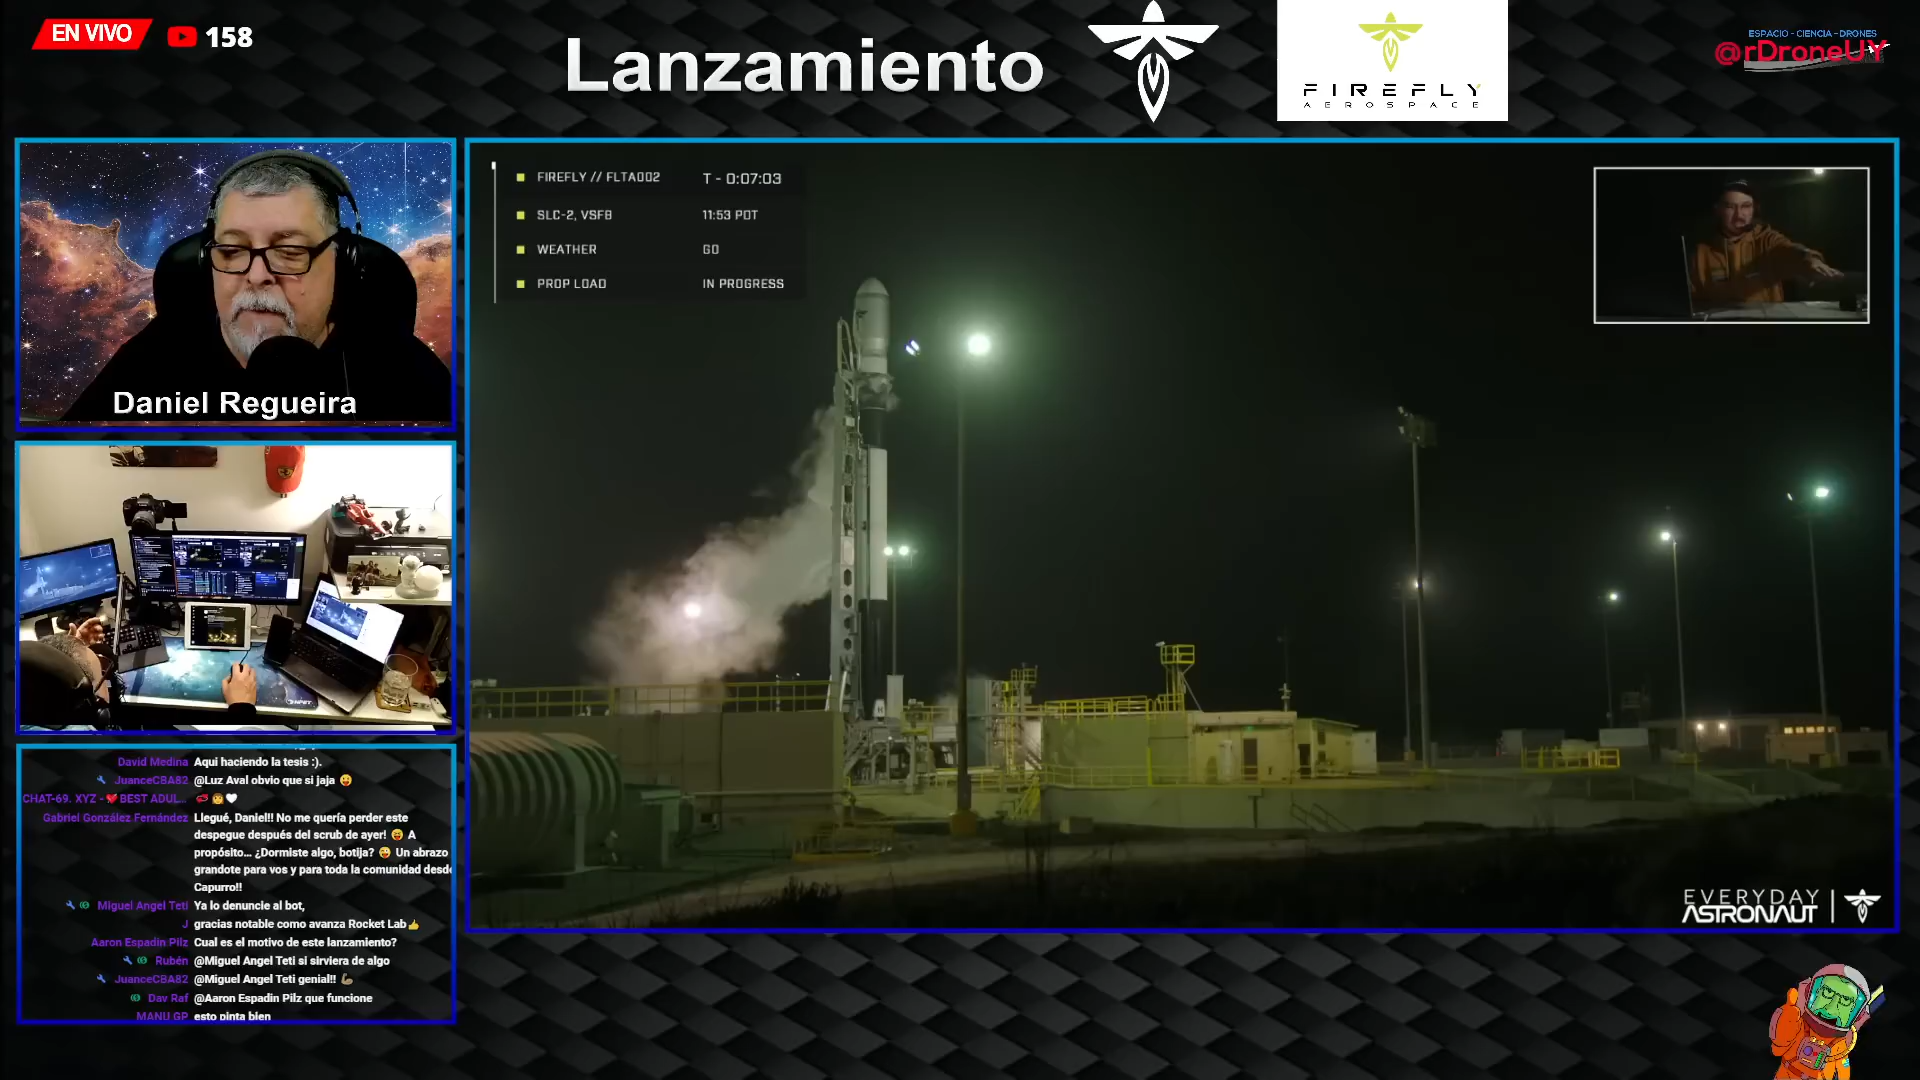 EN VIVO
158
Lanzamiento
FIREFLY
AEROSPACE
ESPACIO - CIENCIA - DRONES
@rDroneUY
Daniel Regueira
FIREFLY // FLTA002 T - 0:07:03
SLC-2, VSFB 11:53 PDT
WEATHER GO
PROP LOAD IN PROGRESS
EVERYDAY
ASTRONAUT
David Medina Aqui haciendo la tesis :).
JuanceCBA82 @Luz Aval obvio que si jaja 😜
CHAT-69. XYZ - 💓BEST ADUL... 💋👩🤍
Gabriel González Fernández Llegué, Daniel!! No me quería perder este
despegue después del scrub de ayer! 😜 A
propósito... ¿Dormiste algo, botija? 😜 Un abrazo
grandote para vos y para toda la comunidad desde
Capurro!!
Miguel Angel Teti Ya lo denuncie al bot,
J gracias notable como avanza Rocket Lab👍
Aaron Espadin Pilz Cual es el motivo de este lanzamiento?
Rubén @Miguel Angel Teti si sirviera de algo
JuanceCBA82 @Miguel Angel Teti genial!! 💪
Dav Raf @Aaron Espadin Pilz que funcione
MANU GP esto pinta bien